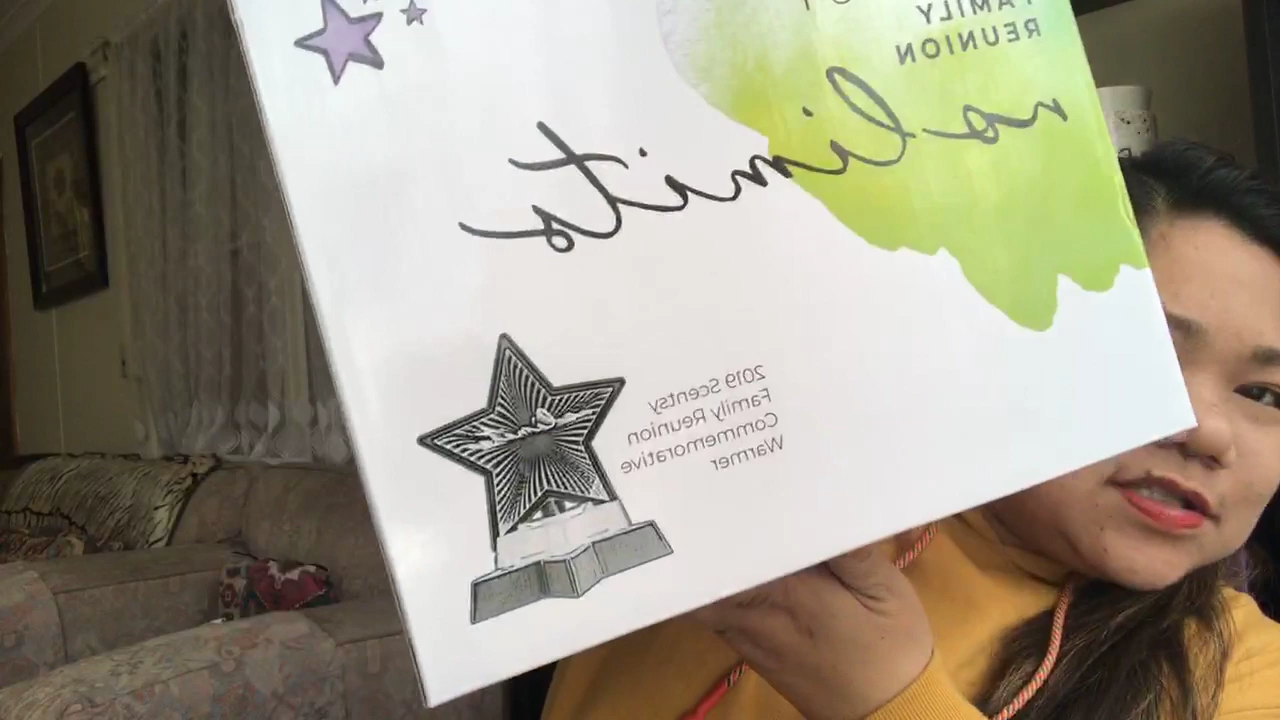 FAMILY
REUNION
no limits
2019 Scentsy
Family Reunion
Commemorative
Warmer